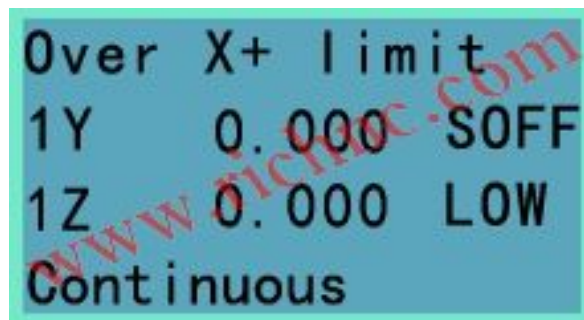 Over X+ limit
1Y 0.000 SOFF
1Z 0.000 LOW
Continuous
www.richnc.com